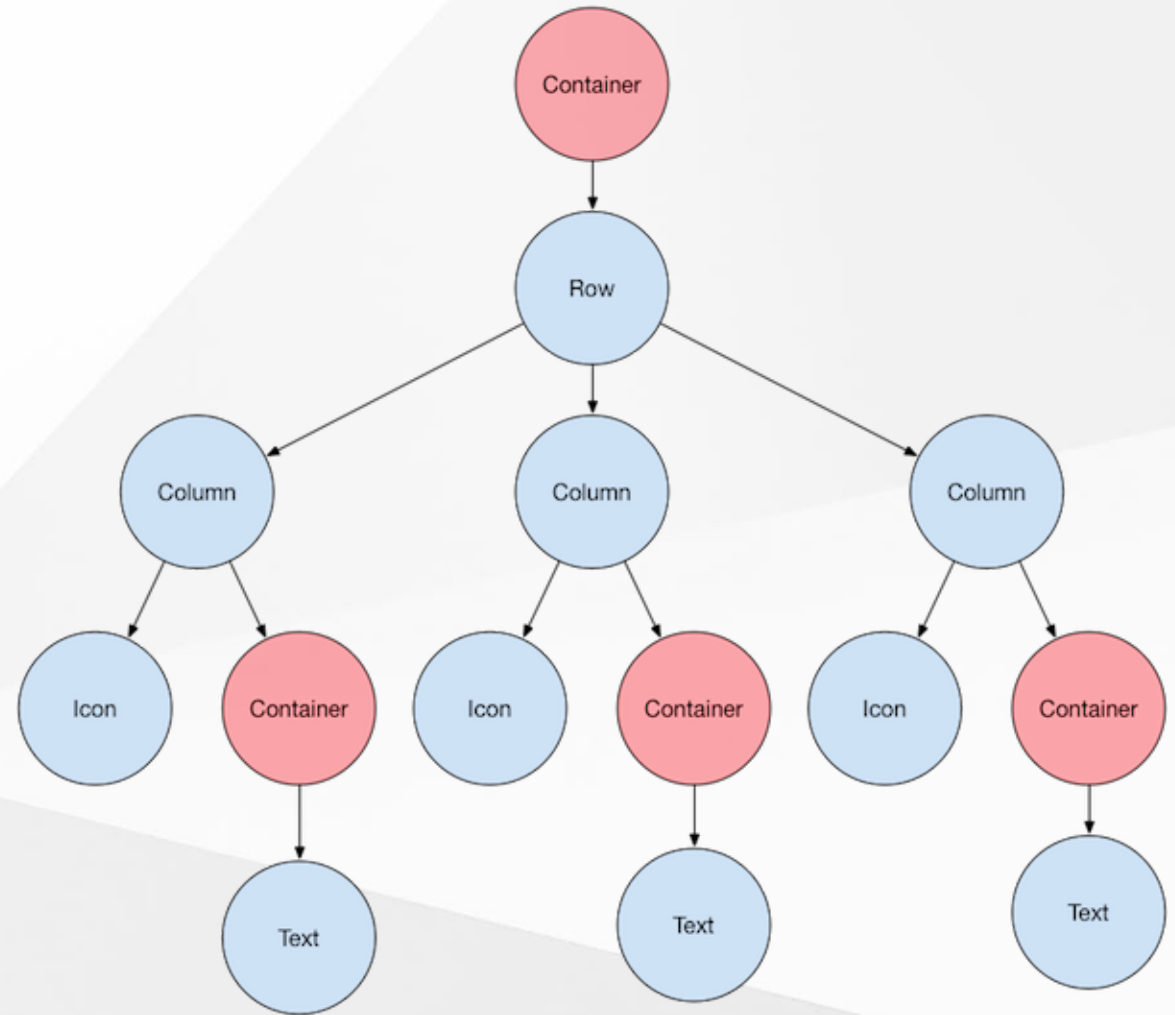 Container
Row
Column
Column
Column
Icon
Container
Icon
Container
Icon
Container
Text
Text
Text